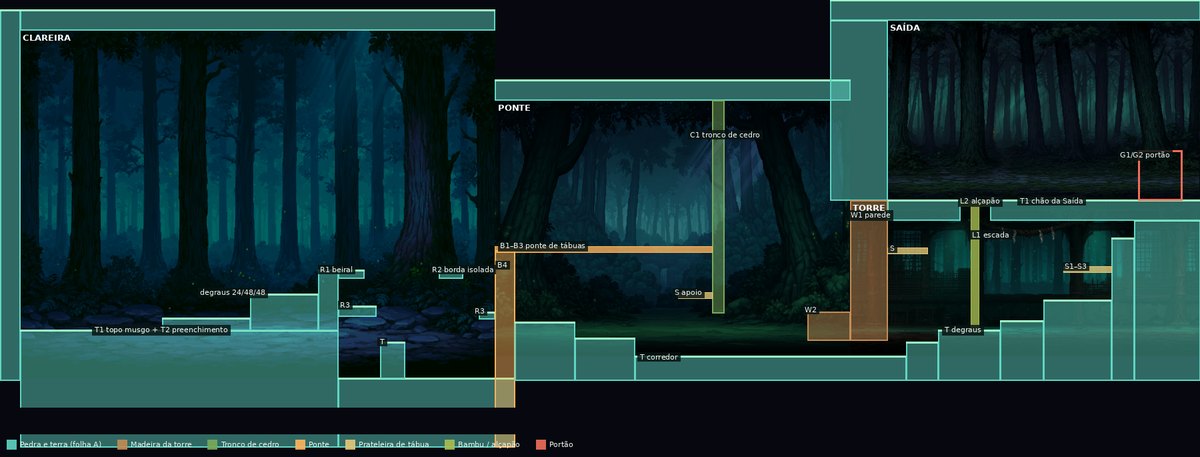 CLAREIRA
SAÍDA
PONTE
C1 tronco de cedro
G1/G2 portão
L2 alçapão
T1 chão da Saída
TORRE
W1 parede
L1 escada
B1–B3 ponte de tábuas
S
B4
R1 beiral
R2 borda isolada
S1–S3
degraus 24/48/48
S apoio
R3
R3
W2
T1 topo musgo + T2 preenchimento
T degraus
T
T corredor
Pedra e terra (folha A)
Madeira da torre
Tronco de cedro
Ponte
Prateleira de tábua
Bambu / alçapão
Portão